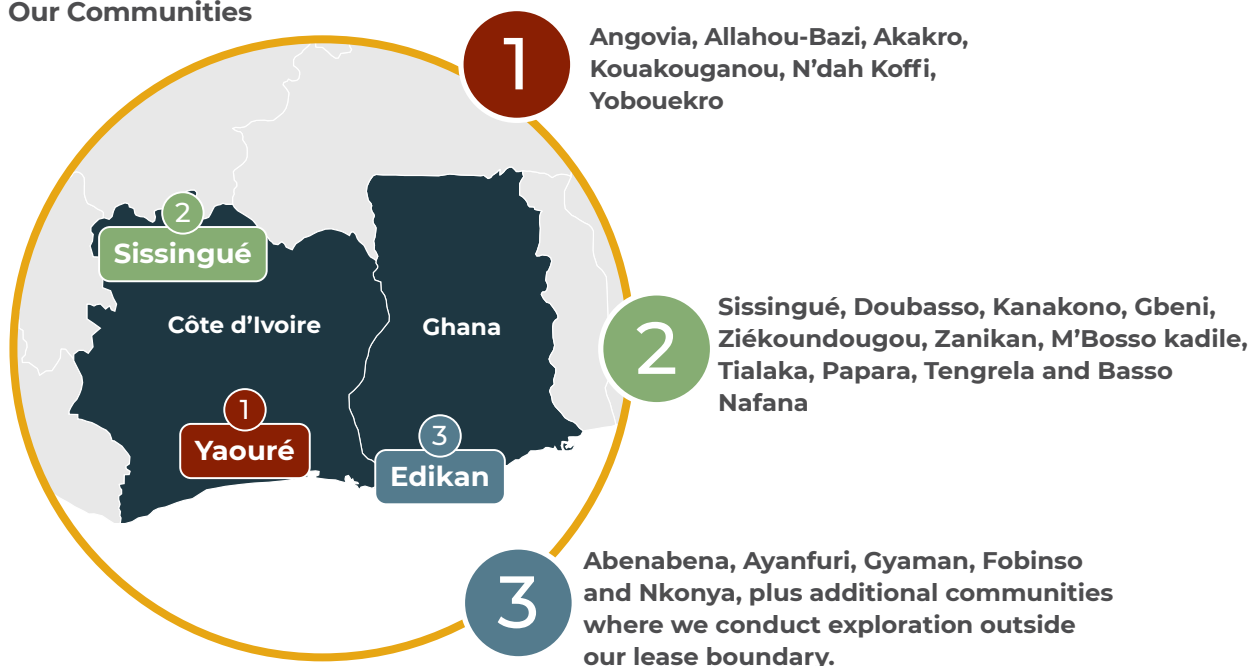 Our Communities
1
Angovia, Allahou-Bazi, Akakro,
Kouakouganou, N’dah Koffi,
Yobouekro
2
Sissingué
Côte d’Ivoire
Ghana
1
Yaouré
3
Edikan
2
Sissingué, Doubasso, Kanakono, Gbeni,
Ziékoundougou, Zanikan, M’Bosso kadile,
Tialaka, Papara, Tengrela and Basso
Nafana
3
Abenabena, Ayanfuri, Gyaman, Fobinso
and Nkonya, plus additional communities
where we conduct exploration outside
our lease boundary.